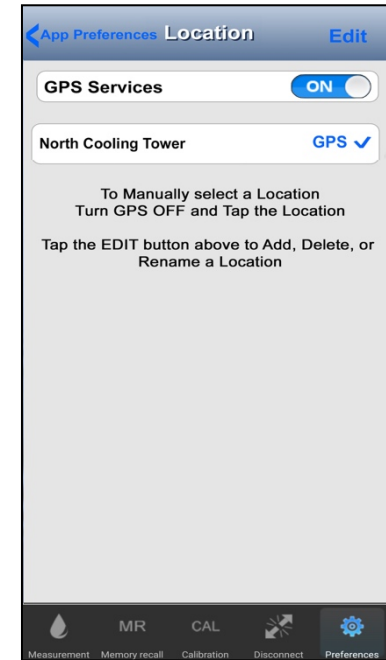 App Preferences Location Edit
GPS Services ON
North Cooling Tower GPS ✓
To Manually select a Location
Turn GPS OFF and Tap the Location
Tap the EDIT button above to Add, Delete, or
Rename a Location
MR CAL
Measurement Memory recall Calibration Disconnect Preferences